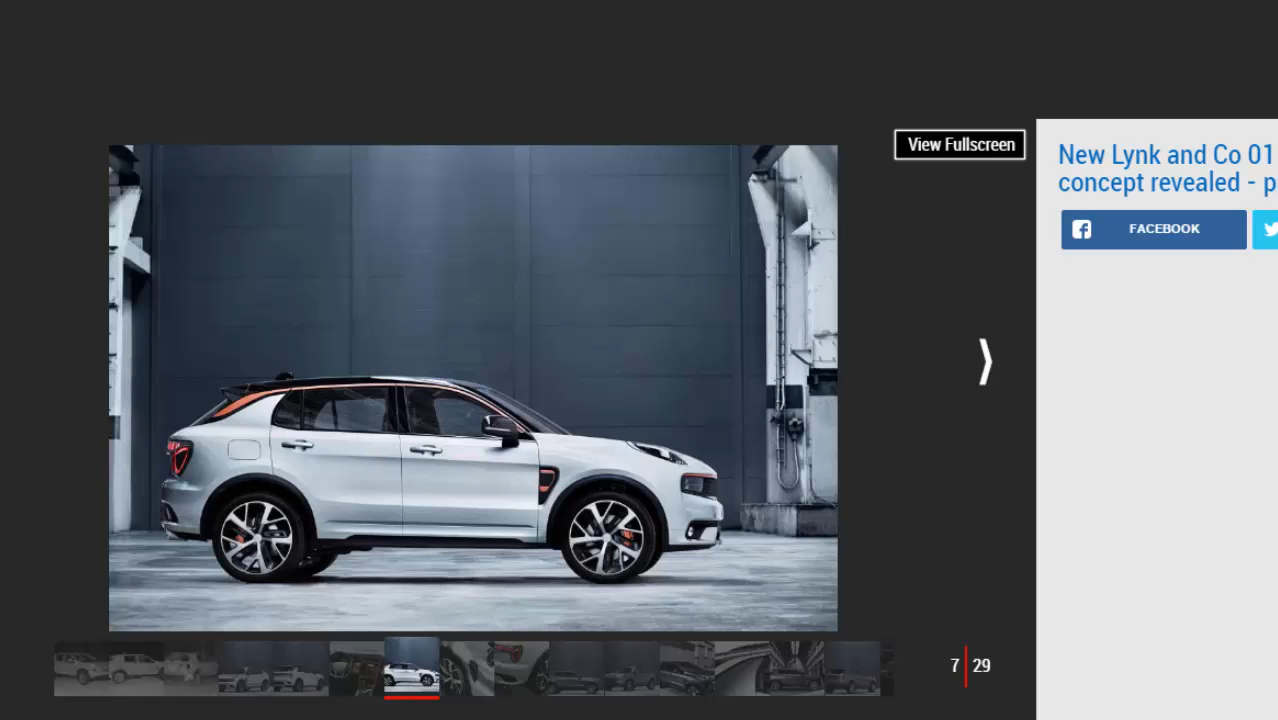 View Fullscreen
New Lynk and Co 01
concept revealed - p
FACEBOOK
7 29